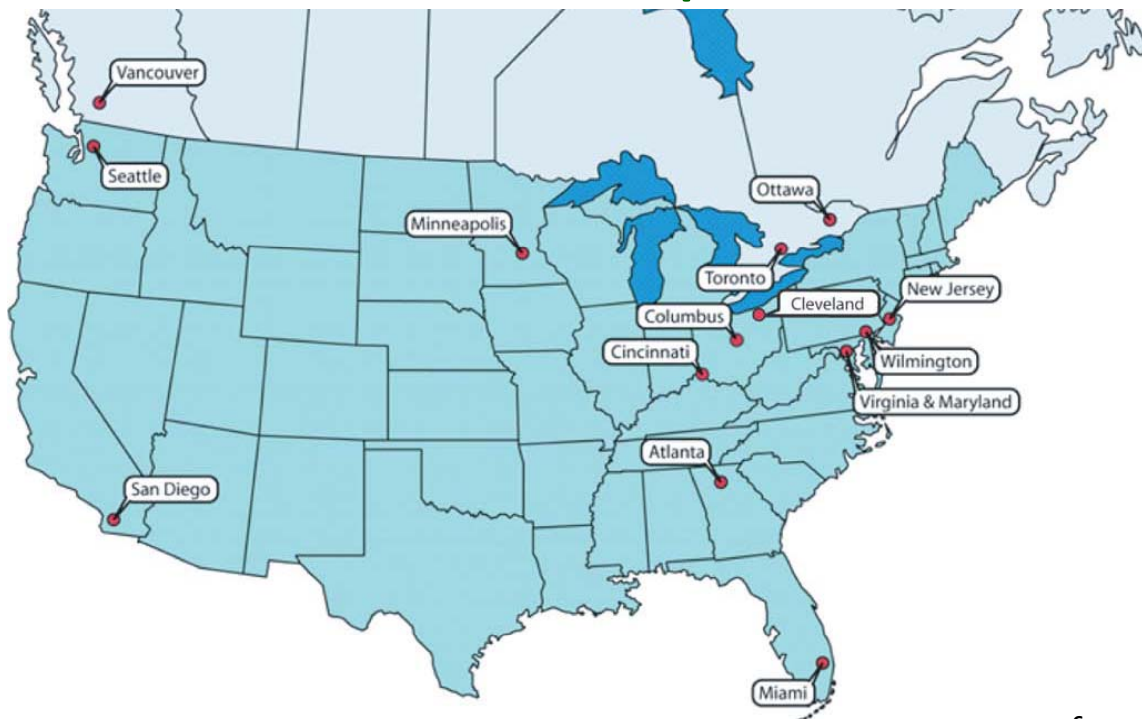 Vancouver
Seattle
Ottawa
Minneapolis
Toronto
New Jersey
Cleveland
Columbus
Cincinnati
Wilmington
Virginia & Maryland
Atlanta
San Diego
Miami